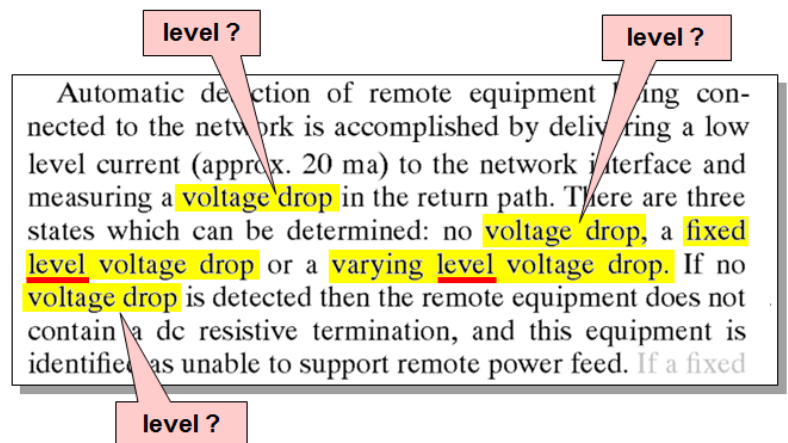 level ?
level ?
Automatic detection of remote equipment being con-
nected to the network is accomplished by delivering a low
level current (approx. 20 ma) to the network interface and
measuring a voltage drop in the return path. There are three
states which can be determined: no voltage drop, a fixed
level voltage drop or a varying level voltage drop. If no
voltage drop is detected then the remote equipment does not
contain a dc resistive termination, and this equipment is
identified as unable to support remote power feed. If a fixed
level ?